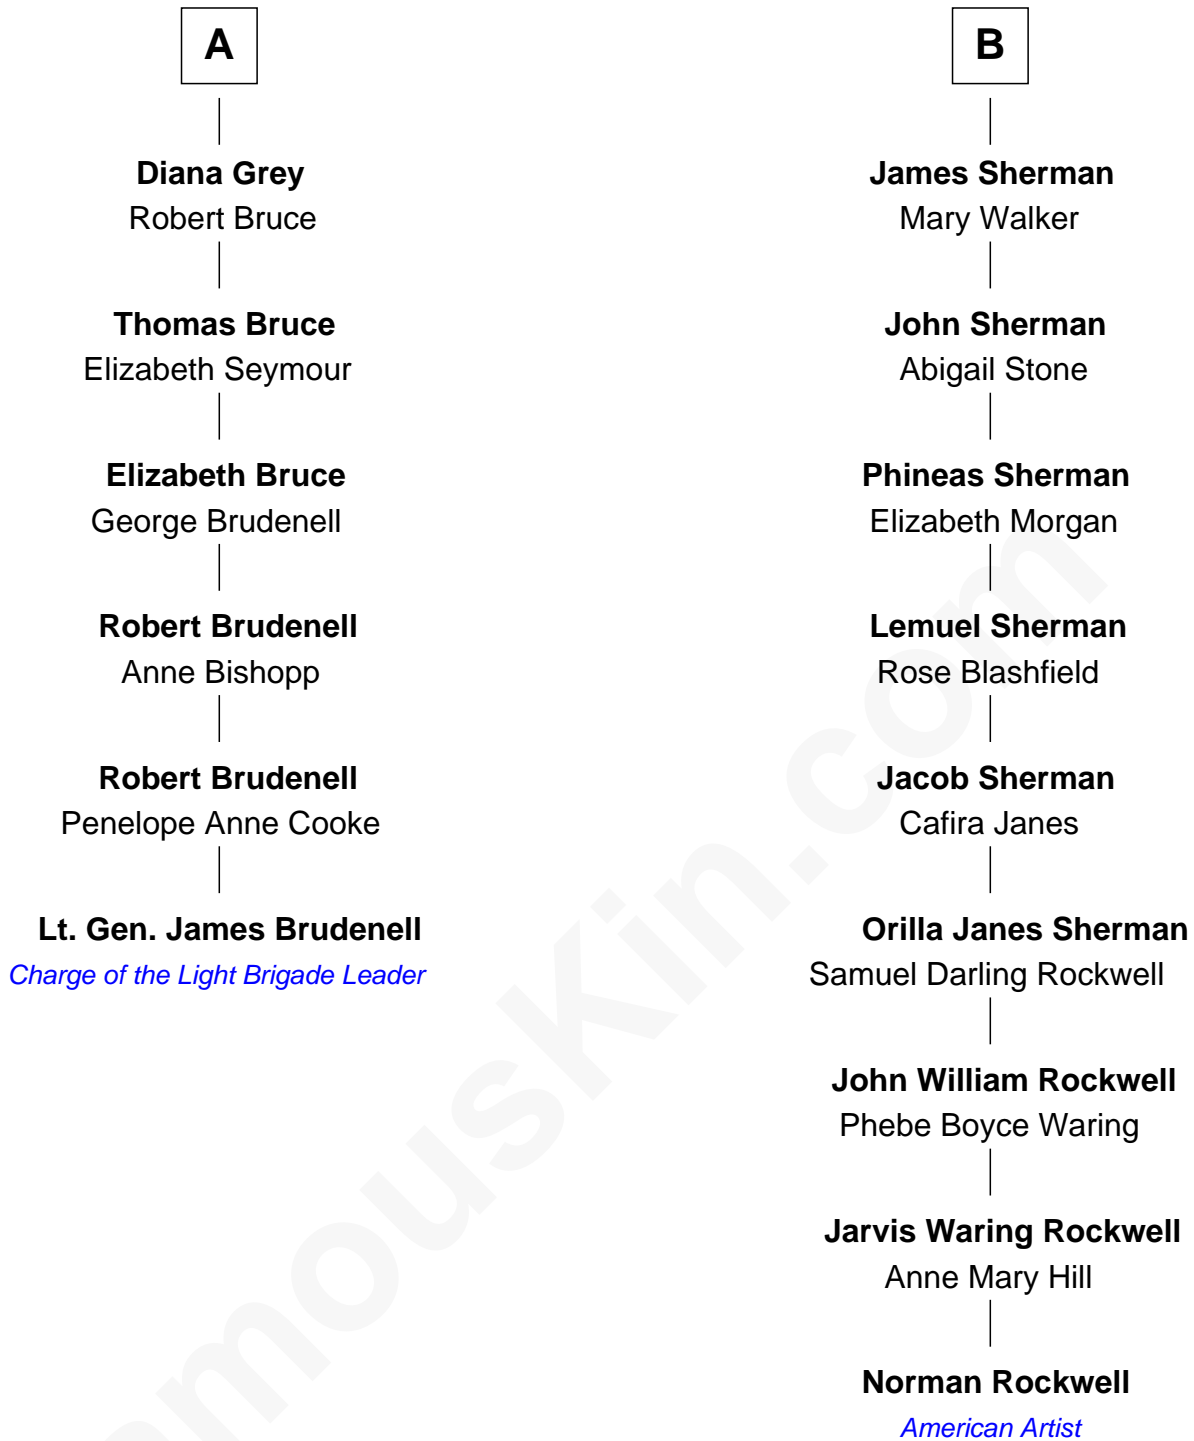 A
Diana Grey
Robert Bruce
Thomas Bruce
Elizabeth Seymour
Elizabeth Bruce
George Brudenell
Robert Brudenell
Anne Bishopp
Robert Brudenell
Penelope Anne Cooke
Lt. Gen. James Brudenell
Charge of the Light Brigade Leader
B
James Sherman
Mary Walker
John Sherman
Abigail Stone
Phineas Sherman
Elizabeth Morgan
Lemuel Sherman
Rose Blashfield
Jacob Sherman
Cafira Janes
Orilla Janes Sherman
Samuel Darling Rockwell
John William Rockwell
Phebe Boyce Waring
Jarvis Waring Rockwell
Anne Mary Hill
Norman Rockwell
American Artist
amousKin.com